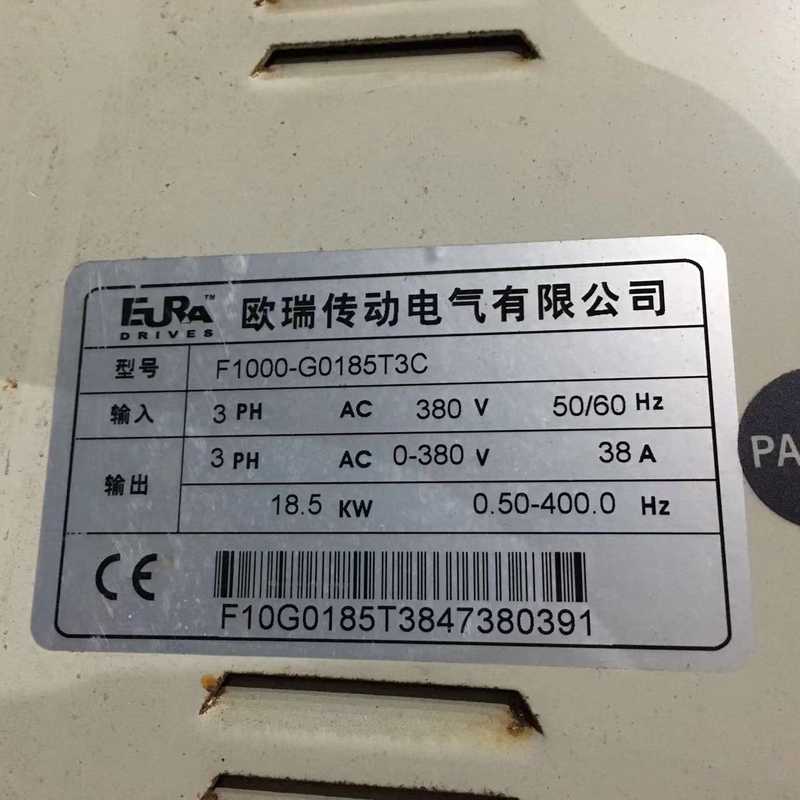 EURA™ DRIVES 欧瑞传动电气有限公司
型号 F1000-G0185T3C
输入 3 PH AC 380 V 50/60 Hz
输出 3 PH AC 0-380 V 38 A
18.5 KW 0.50-400.0 Hz
CE
F10G0185T3847380391
PA